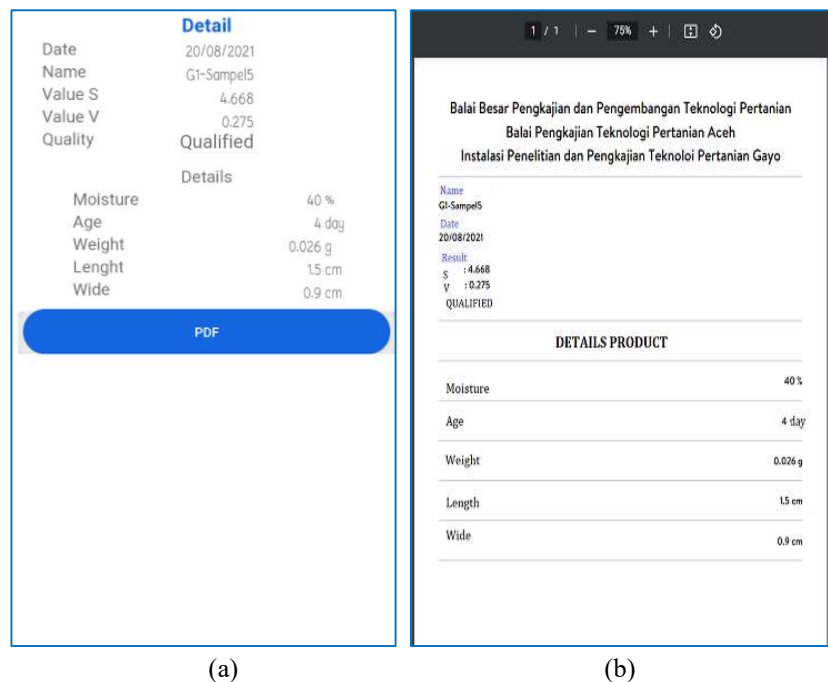 Detail
Date 20/08/2021
Name G1-Sampel5
Value S 4.668
Value V 0.275
Quality Qualified
Details
Moisture 40 %
Age 4 day
Weight 0.026 g
Lenght 1.5 cm
Wide 0.9 cm
PDF
(a)
1 / 1 | − 75% + |
Balai Besar Pengkajian dan Pengembangan Teknologi Pertanian
Balai Pengkajian Teknologi Pertanian Aceh
Instalasi Penelitian dan Pengkajian Teknoloi Pertanian Gayo
Name
G1-Sampel5
Date
20/08/2021
Result
S : 4.668
V : 0.275
QUALIFIED
DETAILS PRODUCT
Moisture 40 %
Age 4 day
Weight 0.026 g
Length 1.5 cm
Wide 0.9 cm
(b)